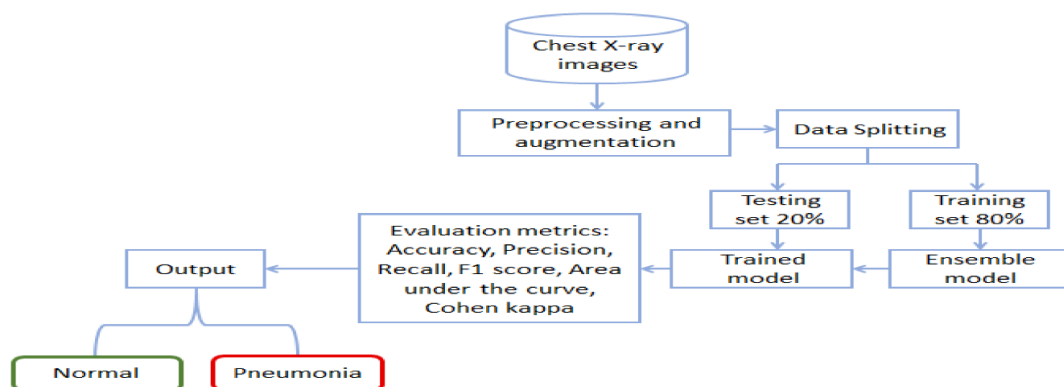 Chest X-ray
images
Preprocessing and
augmentation
Data Splitting
Testing
set 20%
Training
set 80%
Evaluation metrics:
Accuracy, Precision,
Recall, F1 score, Area
under the curve,
Cohen kappa
Output
Trained
model
Ensemble
model
Normal
Pneumonia